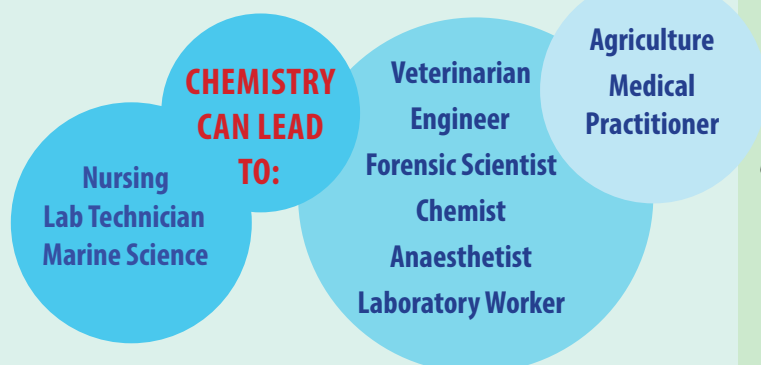 CHEMISTRY
CAN LEAD
TO:
Nursing
Lab Technician
Marine Science
Veterinarian
Engineer
Forensic Scientist
Chemist
Anaesthetist
Laboratory Worker
Agriculture
Medical
Practitioner